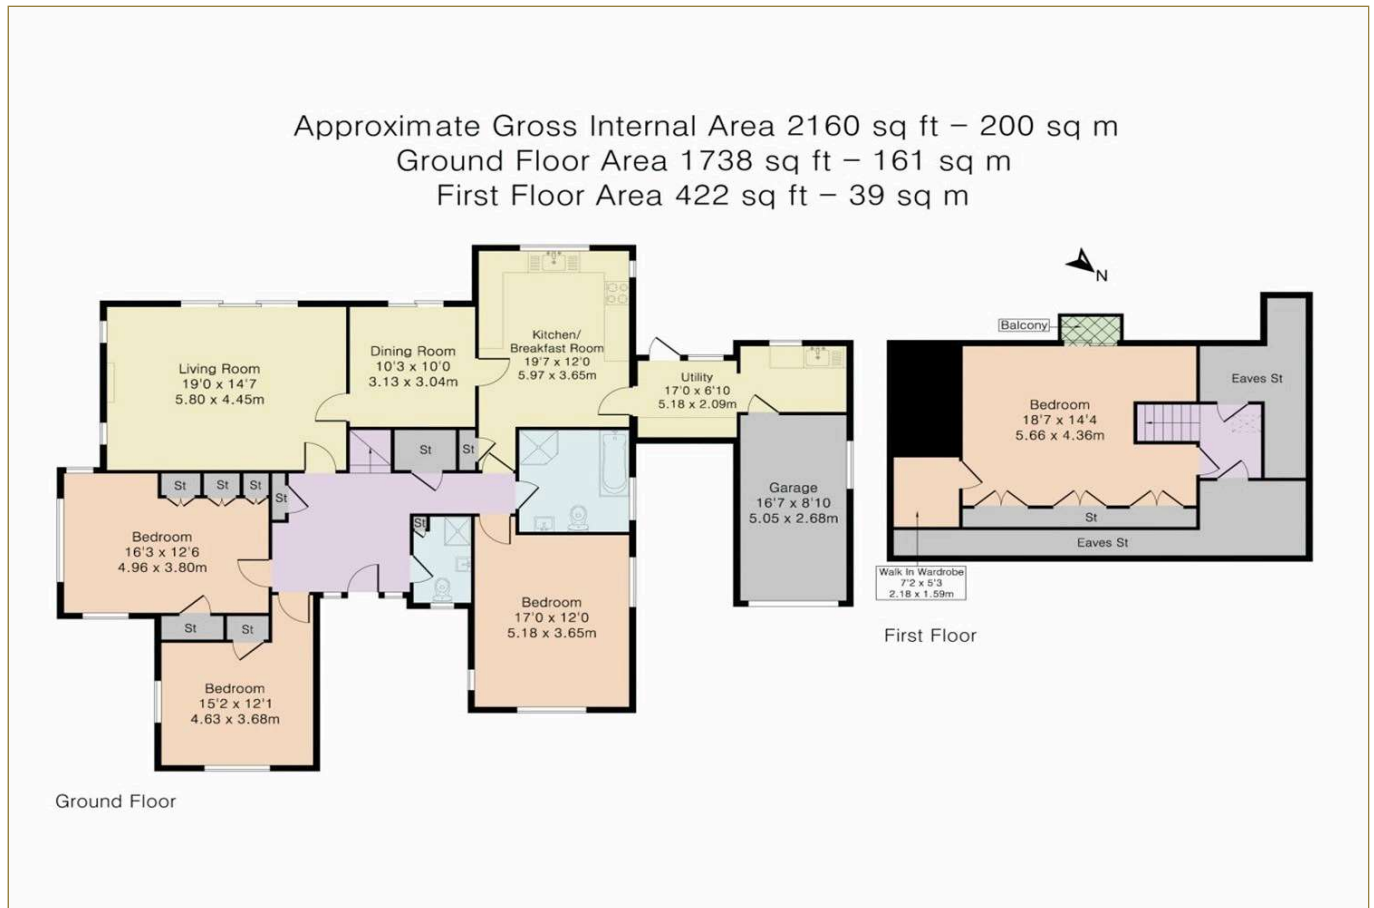 Approximate Gross Internal Area 2160 sq ft – 200 sq m
Ground Floor Area 1738 sq ft – 161 sq m
First Floor Area 422 sq ft – 39 sq m
Living Room
19'0 x 14'7
5.80 x 4.45m
Dining Room
10'3 x 10'0
3.13 x 3.04m
Kitchen/
Breakfast Room
19'7 x 12'0
5.97 x 3.65m
Utility
17'0 x 6'10
5.18 x 2.09m
St
St
St
St
St
St
St
Bedroom
16'3 x 12'6
4.96 x 3.80m
Garage
16'7 x 8'10
5.05 x 2.68m
Bedroom
17'0 x 12'0
5.18 x 3.65m
St
St
Bedroom
15'2 x 12'1
4.63 x 3.68m
Ground Floor
N
Balcony
Eaves St
Bedroom
18'7 x 14'4
5.66 x 4.36m
St
Eaves St
Walk In Wardrobe
7'2 x 5'3
2.18 x 1.59m
First Floor